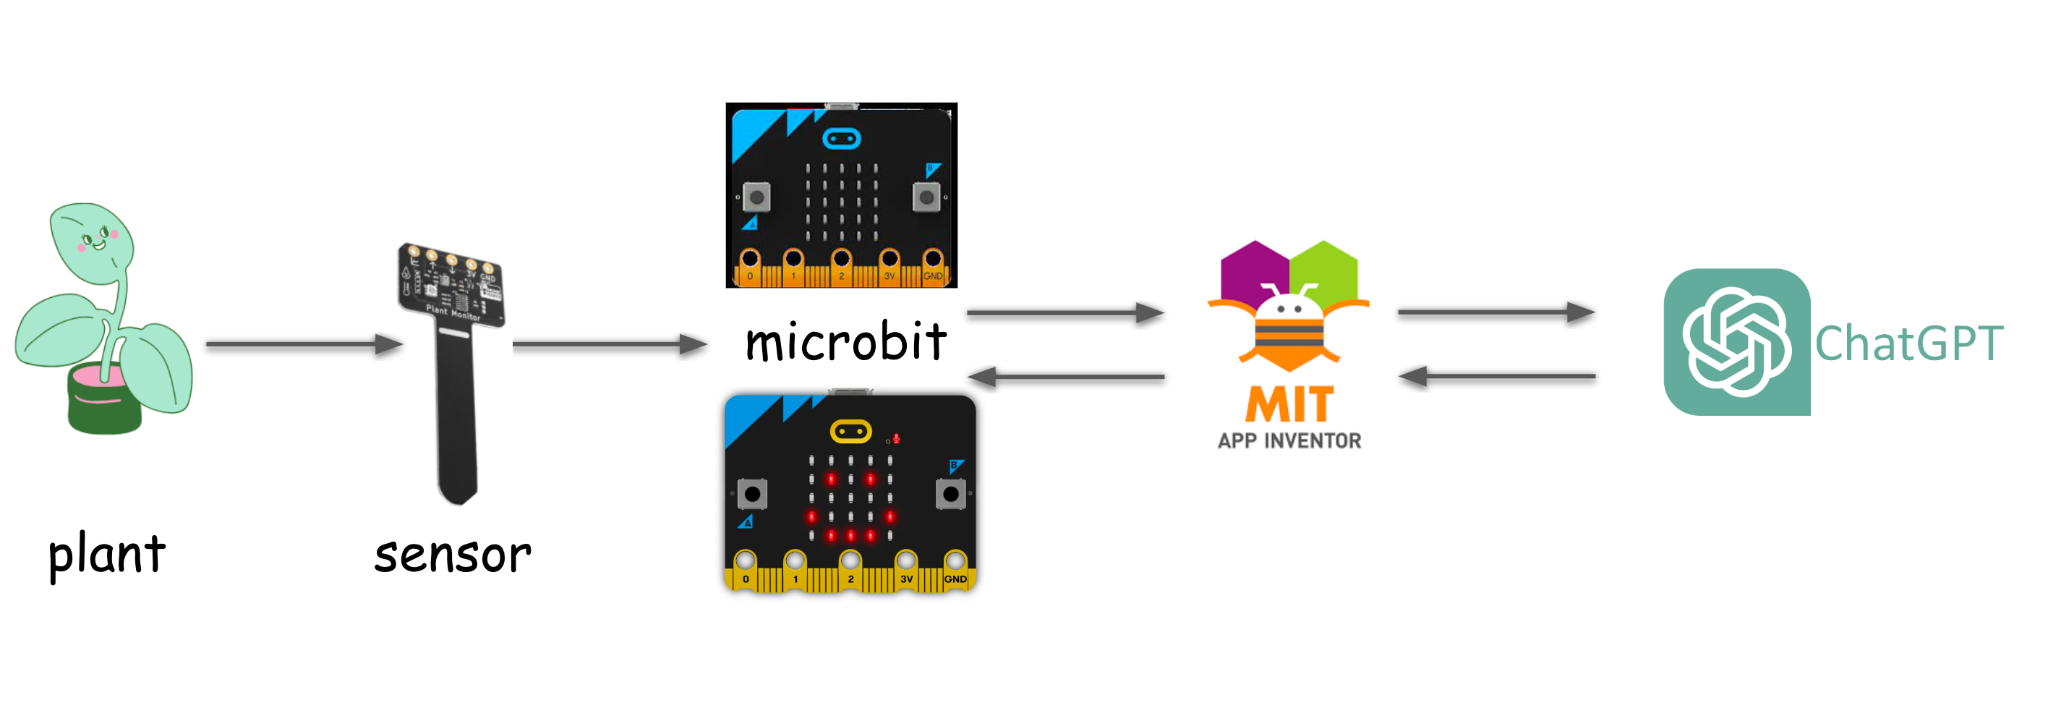 plant
3V
GND
Plant Monitor
sensor
B
A
0
1
2
3V
GND
microbit
B
A
0
1
2
3V
GND
MIT
APP INVENTOR
ChatGPT